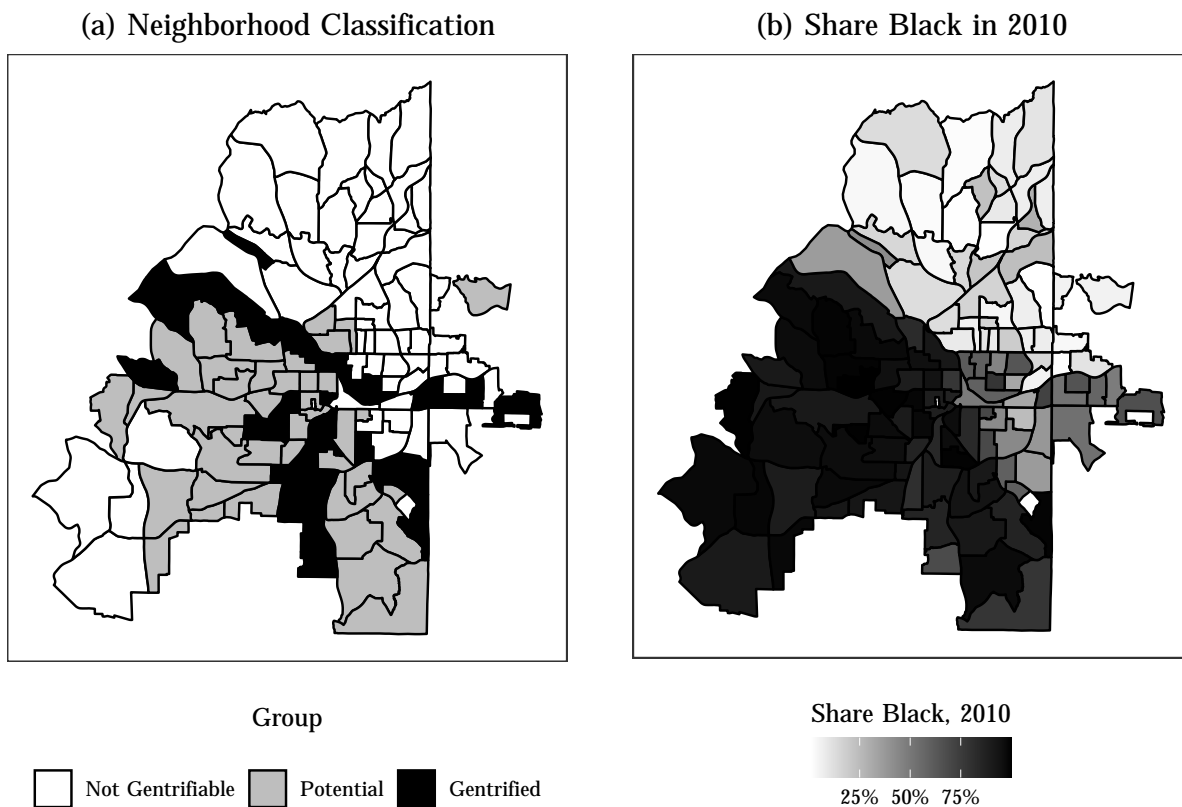 (a) Neighborhood Classification
(b) Share Black in 2010
Group
Not Gentrifiable
Potential
Gentrified
Share Black, 2010
25% 50% 75%